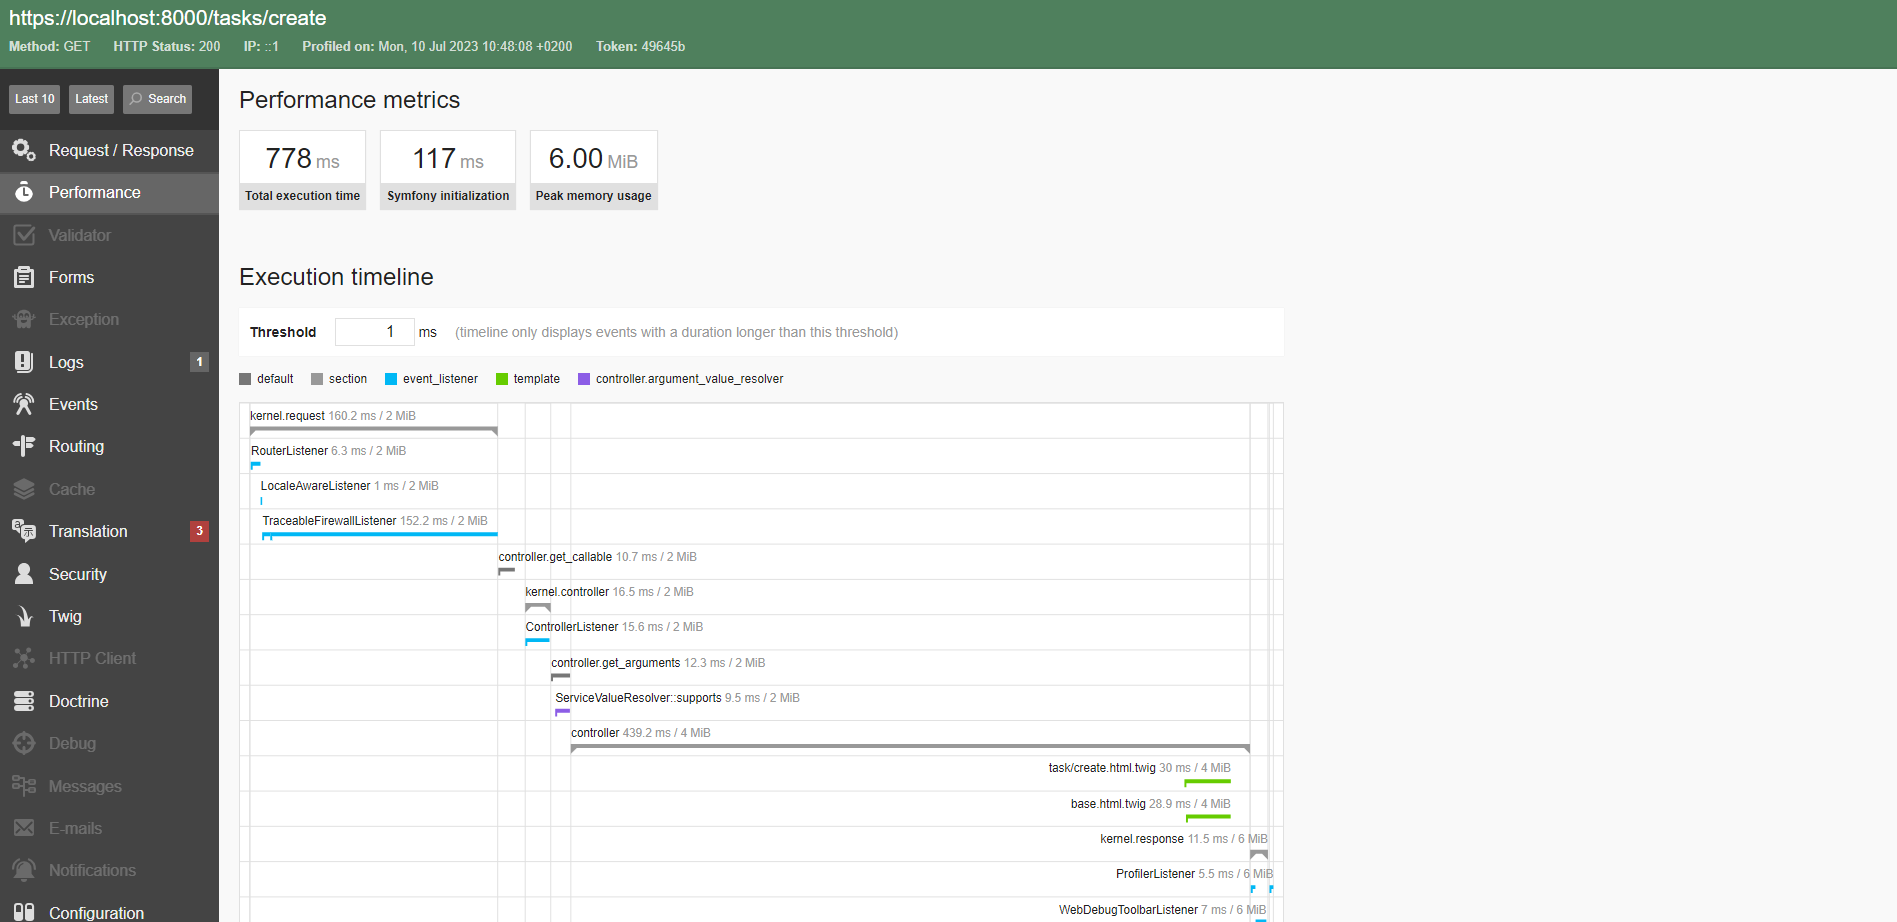 https://localhost:8000/tasks/create
Method: GET HTTP Status: 200 IP: ::1 Profiled on: Mon, 10 Jul 2023 10:48:08 +0200 Token: 49645b
Last 10 Latest Search
Request / Response
Performance
Validator
Forms
Exception
Logs 1
Events
Routing
Cache
Translation 3
Security
Twig
HTTP Client
Doctrine
Debug
Messages
E-mails
Notifications
Configuration
Performance metrics
778 ms
Total execution time
117 ms
Symfony initialization
6.00 MiB
Peak memory usage
Execution timeline
Threshold 1 ms (timeline only displays events with a duration longer than this threshold)
default section event_listener template controller.argument_value_resolver
kernel.request 160.2 ms / 2 MiB
RouterListener 6.3 ms / 2 MiB
LocaleAwareListener 1 ms / 2 MiB
TraceableFirewallListener 152.2 ms / 2 MiB
controller.get_callable 10.7 ms / 2 MiB
kernel.controller 16.5 ms / 2 MiB
ControllerListener 15.6 ms / 2 MiB
controller.get_arguments 12.3 ms / 2 MiB
ServiceValueResolver::supports 9.5 ms / 2 MiB
controller 439.2 ms / 4 MiB
task/create.html.twig 30 ms / 4 MiB
base.html.twig 28.9 ms / 4 MiB
kernel.response 11.5 ms / 6 MiB
ProfilerListener 5.5 ms / 6 MiB
WebDebugToolbarListener 7 ms / 6 MiB